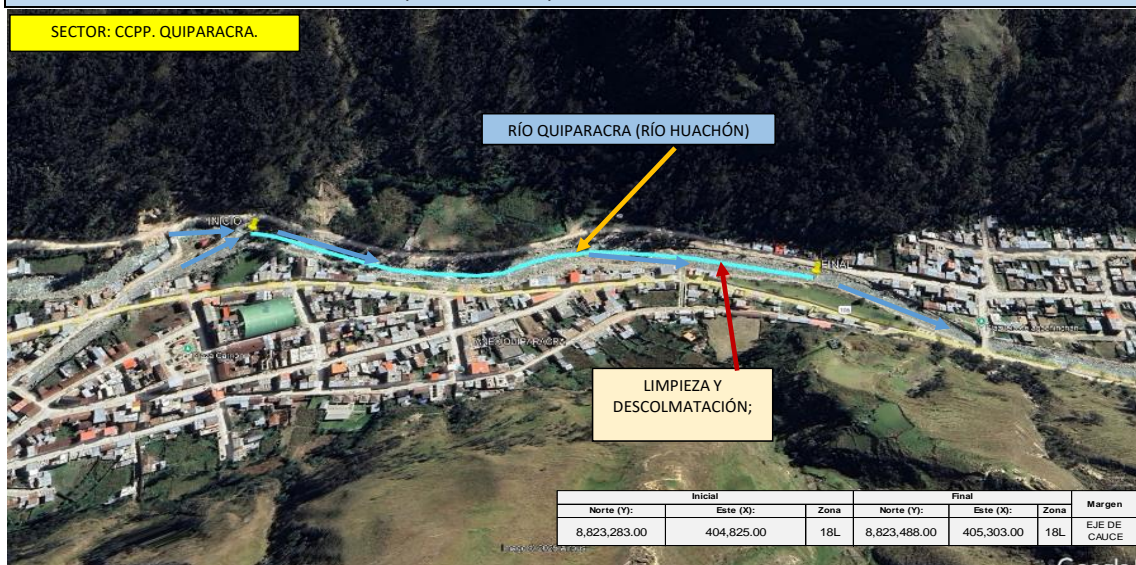 SECTOR: CCPP. QUIPARACRA.
RÍO QUIPARACRA (RÍO HUACHÓN)
INICIO
FINAL
ANEXO QUIPARACRA
LIMPIEZA Y
DESCOLMATACIÓN;
Inicial Final Margen
Norte (Y): Este (X): Zona Norte (Y): Este (X): Zona
8,823,283.00 404,825.00 18L 8,823,488.00 405,303.00 18L EJE DE
CAUCE